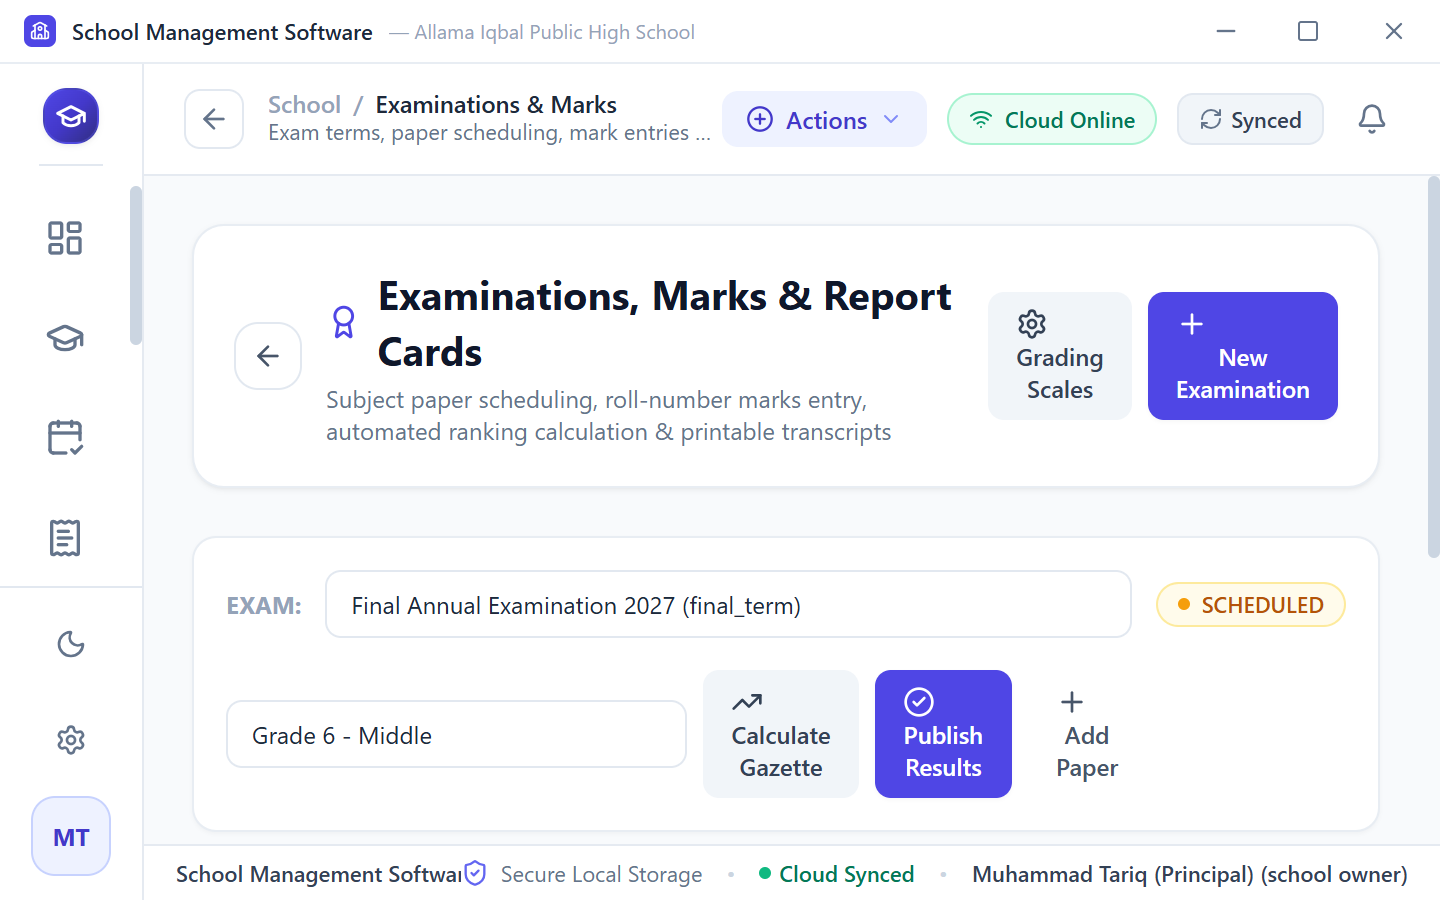 School Management Software — Allama Iqbal Public High School
School / Examinations & Marks
Exam terms, paper scheduling, mark entries ...
Actions
Cloud Online
Synced
Examinations, Marks & Report
Cards
Subject paper scheduling, roll-number marks entry,
automated ranking calculation & printable transcripts
Grading
Scales
New
Examination
EXAM:
Final Annual Examination 2027 (final_term)
SCHEDULED
Grade 6 - Middle
Calculate
Gazette
Publish
Results
Add
Paper
MT
School Management Softwar
Secure Local Storage
Cloud Synced
Muhammad Tariq (Principal) (school owner)